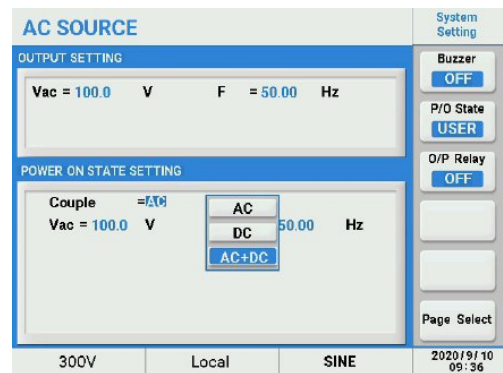 AC SOURCE
OUTPUT SETTING
Vac = 100.0 V F = 50.00 Hz
POWER ON STATE SETTING
Couple =AC
Vac = 100.0 V 50.00 Hz
AC
DC
AC+DC
System
Setting
Buzzer
OFF
P/O State
USER
O/P Relay
OFF
Page Select
300V Local SINE
2020/9/10
09:36